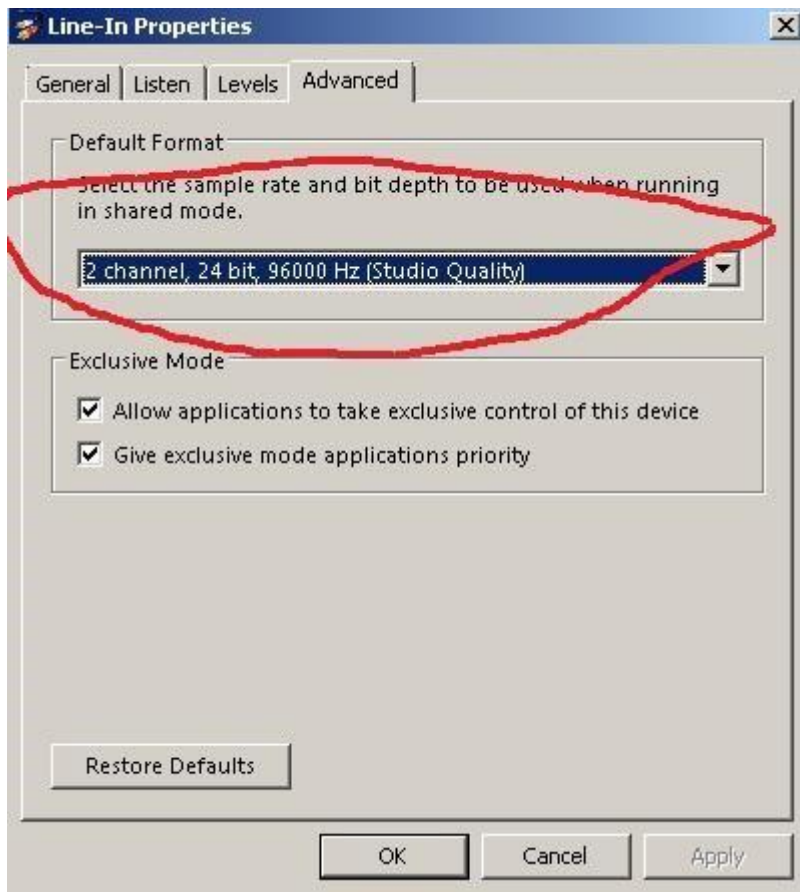 Line-In Properties
General Listen Levels Advanced
Default Format
Select the sample rate and bit depth to be used when running
in shared mode.
2 channel, 24 bit, 96000 Hz (Studio Quality)
Exclusive Mode
Allow applications to take exclusive control of this device
Give exclusive mode applications priority
Restore Defaults
OK Cancel Apply